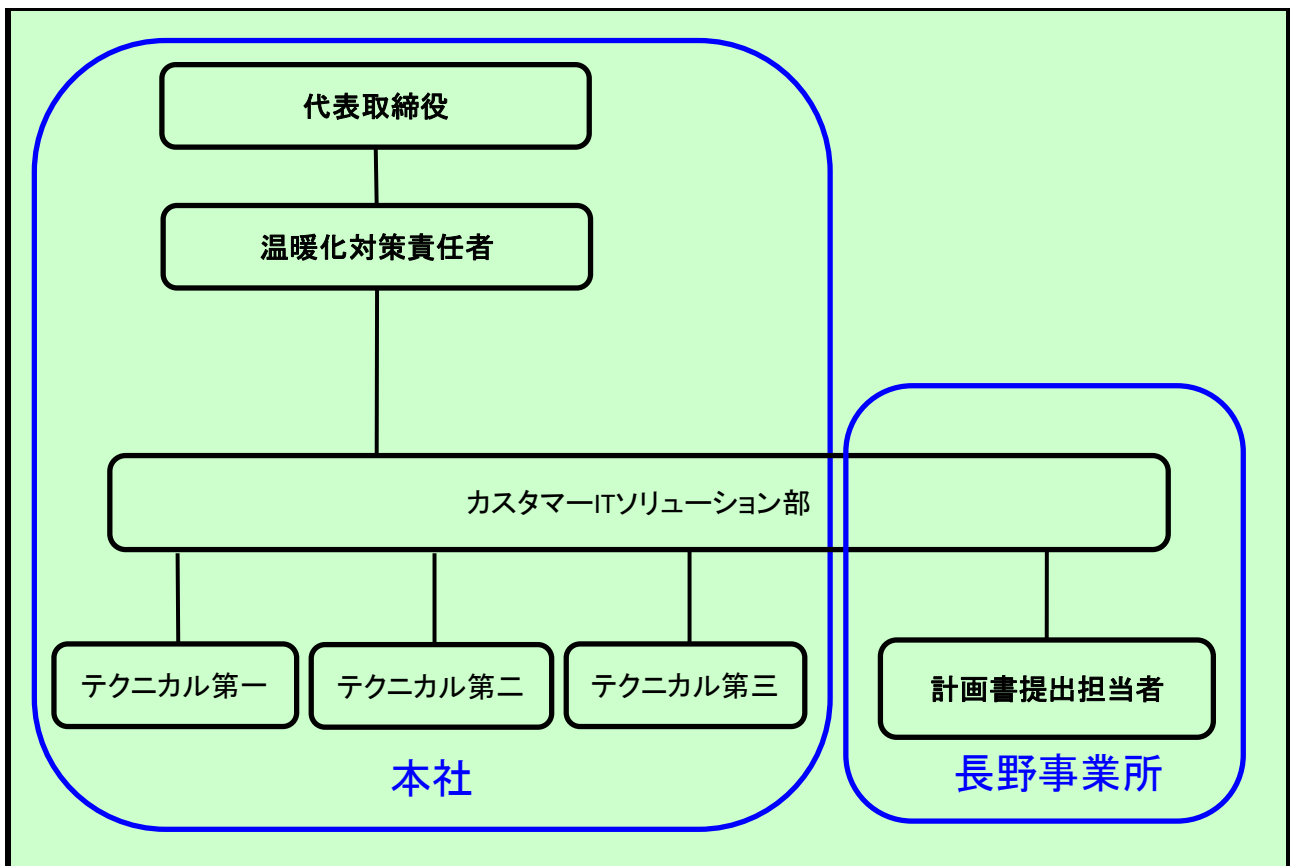 代表取締役
温暖化対策責任者
カスタマーITソリューション部
テクニカル第一
テクニカル第二
テクニカル第三
計画書提出担当者
本社
長野事業所